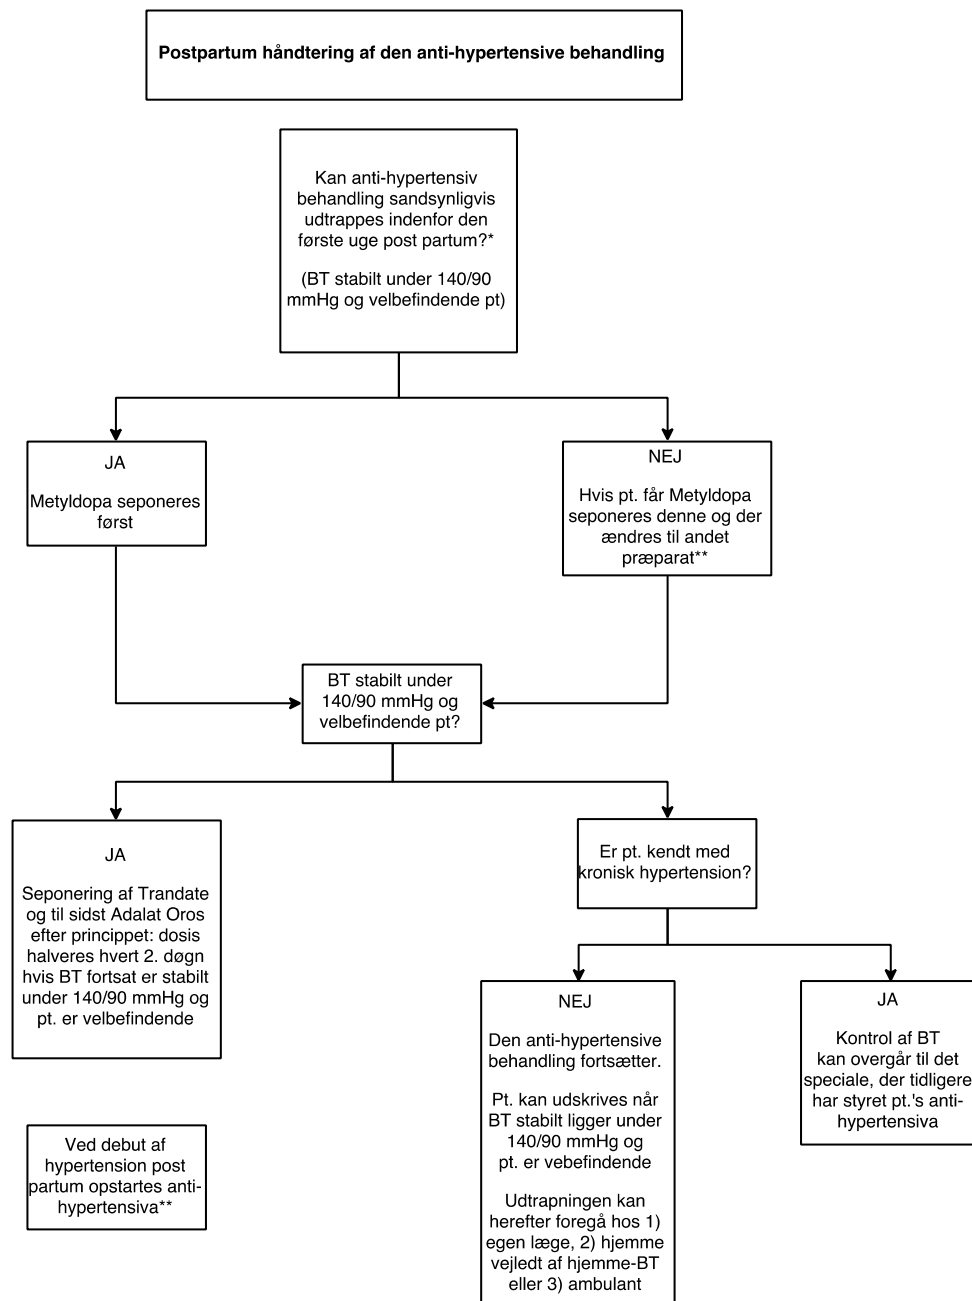 Postpartum håndtering af den anti-hypertensive behandling
Kan anti-hypertensiv
behandling sandsynligvis
udtrappes indenfor den
første uge post partum?*
(BT stabilt under 140/90
mmHg og velbefindende pt)
JA
Metyldopa seponeres
først
NEJ
Hvis pt. får Metyldopa
seponeres denne og der
ændres til andet
præparat**
BT stabilt under
140/90 mmHg og
velbefindende pt?
JA
Seponering af Trandate
og til sidst Adalat Oros
efter princippet: dosis
halveres hvert 2. døgn
hvis BT fortsat er stabilt
under 140/90 mmHg og
pt. er velbefindende
Er pt. kendt med
kronisk hypertension?
NEJ
Den anti-hypertensive
behandling fortsætter.
Pt. kan udskrives når
BT stabilt ligger under
140/90 mmHg og
pt. er vebefindende
Udtrapningen kan
herefter foregå hos 1)
egen læge, 2) hjemme
vejledt af hjemme-BT
eller 3) ambulant
JA
Kontrol af BT
kan overgår til det
speciale, der tidligere
har styret pt.'s anti-
hypertensiva
Ved debut af
hypertension post
partum opstartes anti-
hypertensiva**